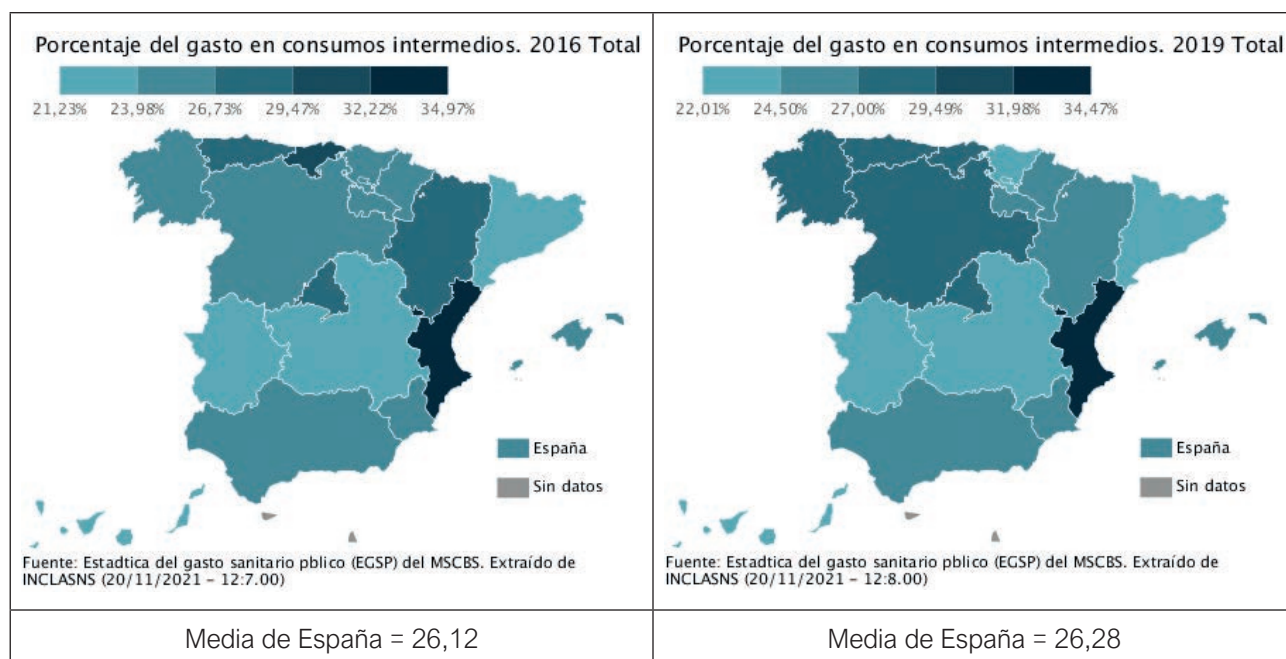 Porcentaje del gasto en consumos intermedios. 2016 Total
21,23% 23,98% 26,73% 29,47% 32,22% 34,97%
España
Sin datos
Fuente: Estadtica del gasto sanitario pblico (EGSP) del MSCBS. Extraído de
INCLASNS (20/11/2021 - 12:7.00)
Media de España = 26,12
Porcentaje del gasto en consumos intermedios. 2019 Total
22,01% 24,50% 27,00% 29,49% 31,98% 34,47%
España
Sin datos
Fuente: Estadtica del gasto sanitario pblico (EGSP) del MSCBS. Extraído de
INCLASNS (20/11/2021 - 12:8.00)
Media de España = 26,28